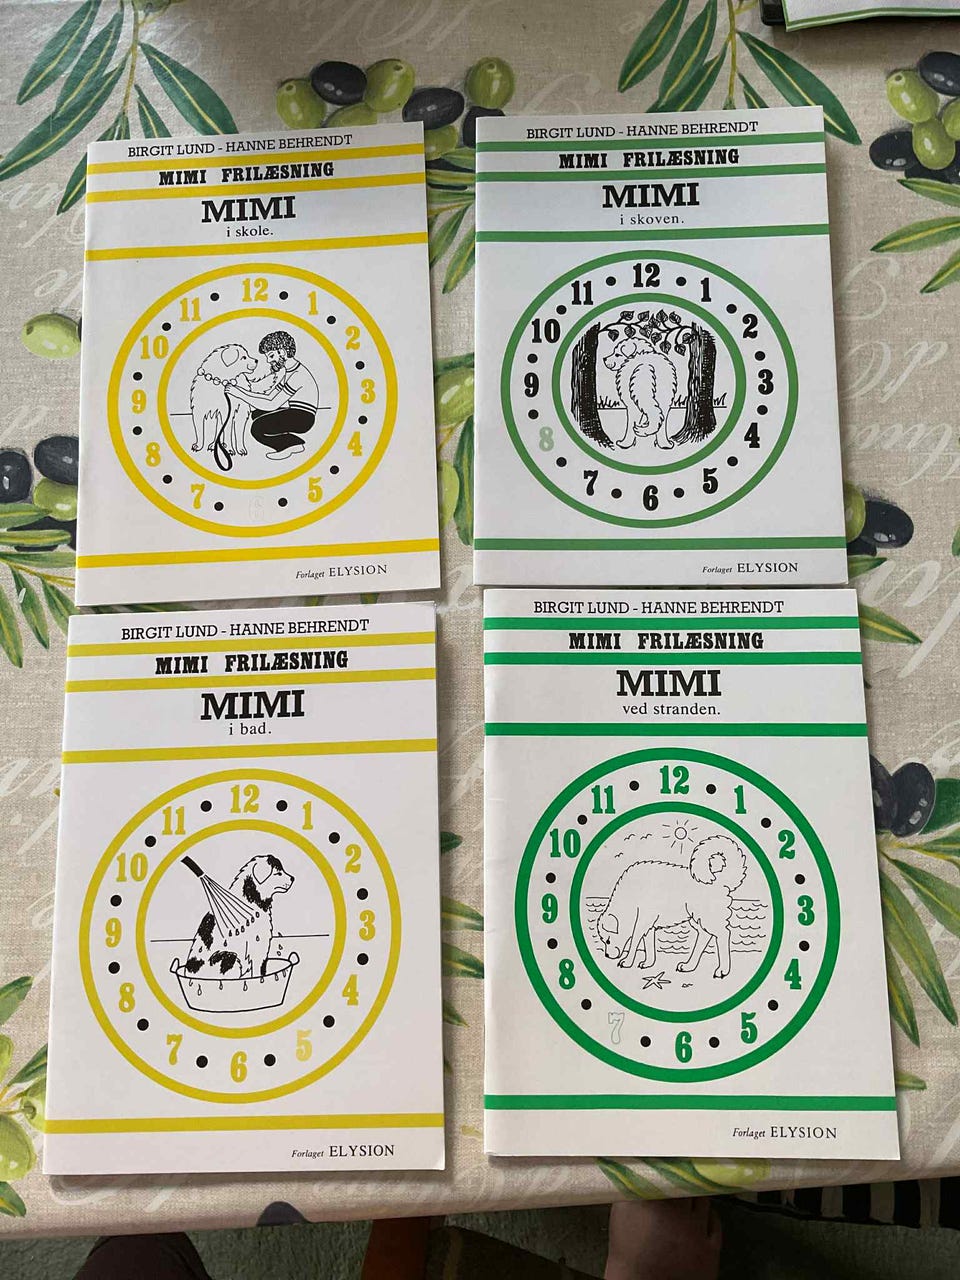 BIRGIT LUND - HANNE BEHRENDT
MIMI FRILÆSNING
MIMI
i skole.
12
1
2
3
4
5
7
8
9
10
11
Forlaget ELYSION
BIRGIT LUND - HANNE BEHRENDT
MIMI FRILÆSNING
MIMI
i skoven.
12
1
2
3
4
5
6
7
8
9
10
11
Forlaget ELYSION
BIRGIT LUND - HANNE BEHRENDT
MIMI FRILÆSNING
MIMI
i bad.
12
1
2
3
4
5
6
7
8
9
10
11
Forlaget ELYSION
BIRGIT LUND - HANNE BEHRENDT
MIMI FRILÆSNING
MIMI
ved stranden.
12
1
2
3
4
5
6
7
8
9
10
11
Forlaget ELYSION